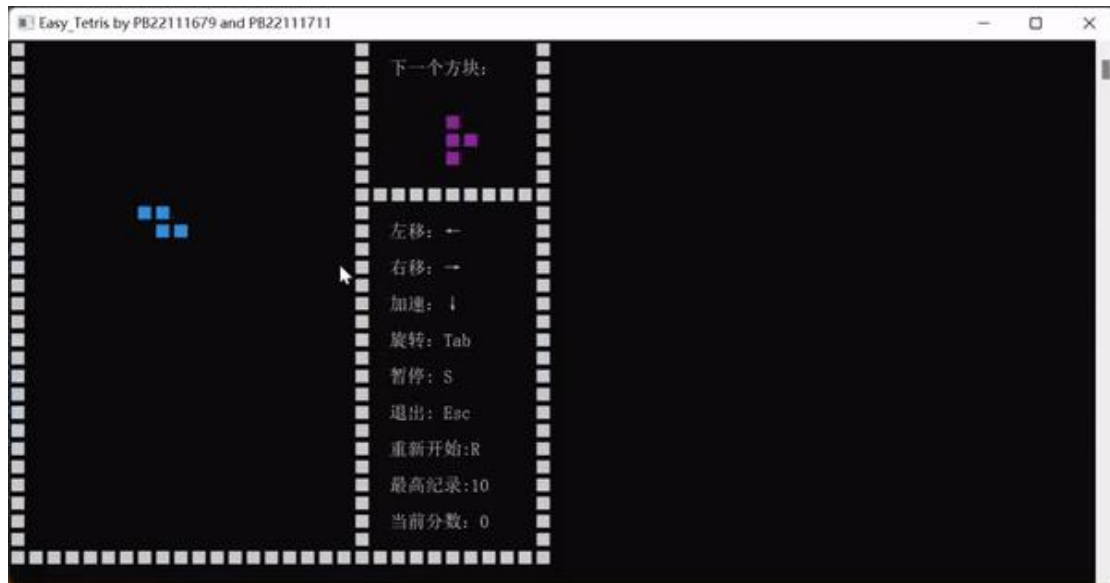 Easy_Tetris by PB22111679 and PB22111711
下一个方块：
左移：←
右移：→
加速：↓
旋转：Tab
暂停：S
退出：Esc
重新开始:R
最高纪录:10
当前分数：0